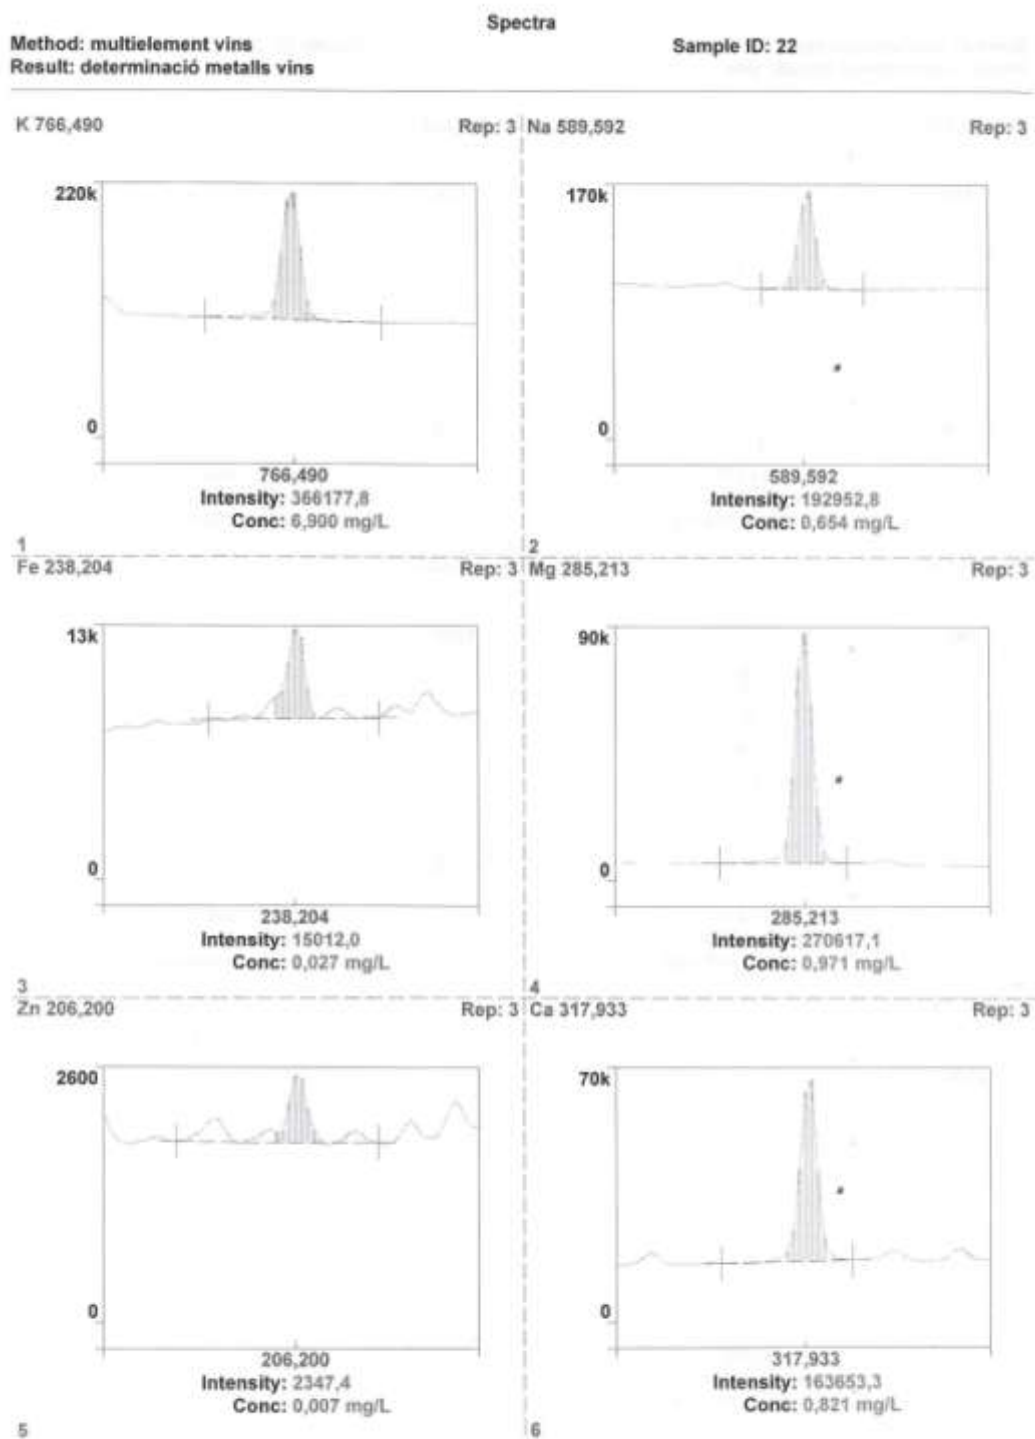 Spectra
Method: multielement vins
Sample ID: 22
Result: determinació metalls vins
K 766,490
Rep: 3
220k
0
766,490
Intensity: 366177,8
Conc: 6,900 mg/L
1
Na 589,592
Rep: 3
170k
0
589,592
Intensity: 192952,8
Conc: 0,654 mg/L
2
Fe 238,204
Rep: 3
13k
0
238,204
Intensity: 15012,0
Conc: 0,027 mg/L
3
Mg 285,213
Rep: 3
90k
0
285,213
Intensity: 270617,1
Conc: 0,971 mg/L
4
Zn 206,200
Rep: 3
2600
0
206,200
Intensity: 2347,4
Conc: 0,007 mg/L
5
Ca 317,933
Rep: 3
70k
0
317,933
Intensity: 163653,3
Conc: 0,821 mg/L
6